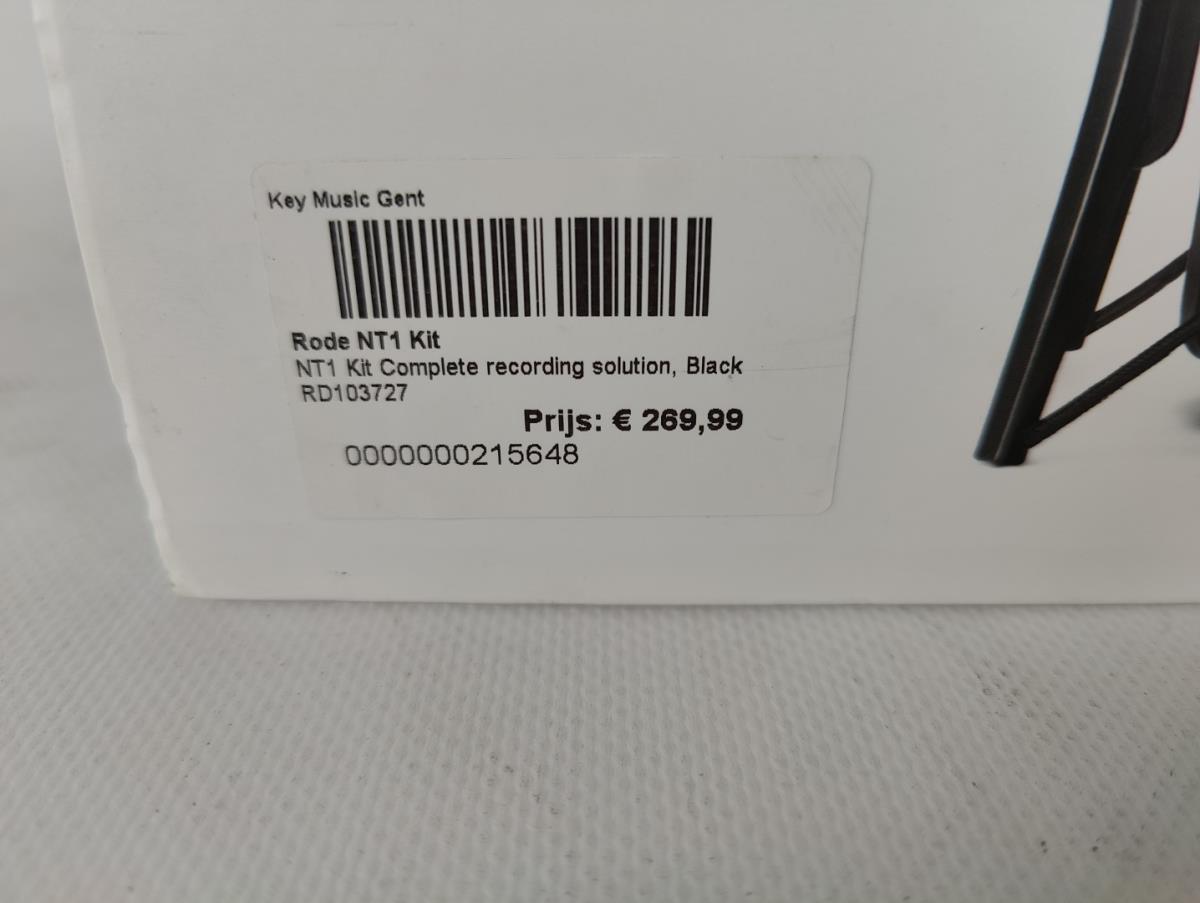 Key Music Gent
Rode NT1 Kit
NT1 Kit Complete recording solution, Black
RD103727
Prijs: € 269,99
0000000215648